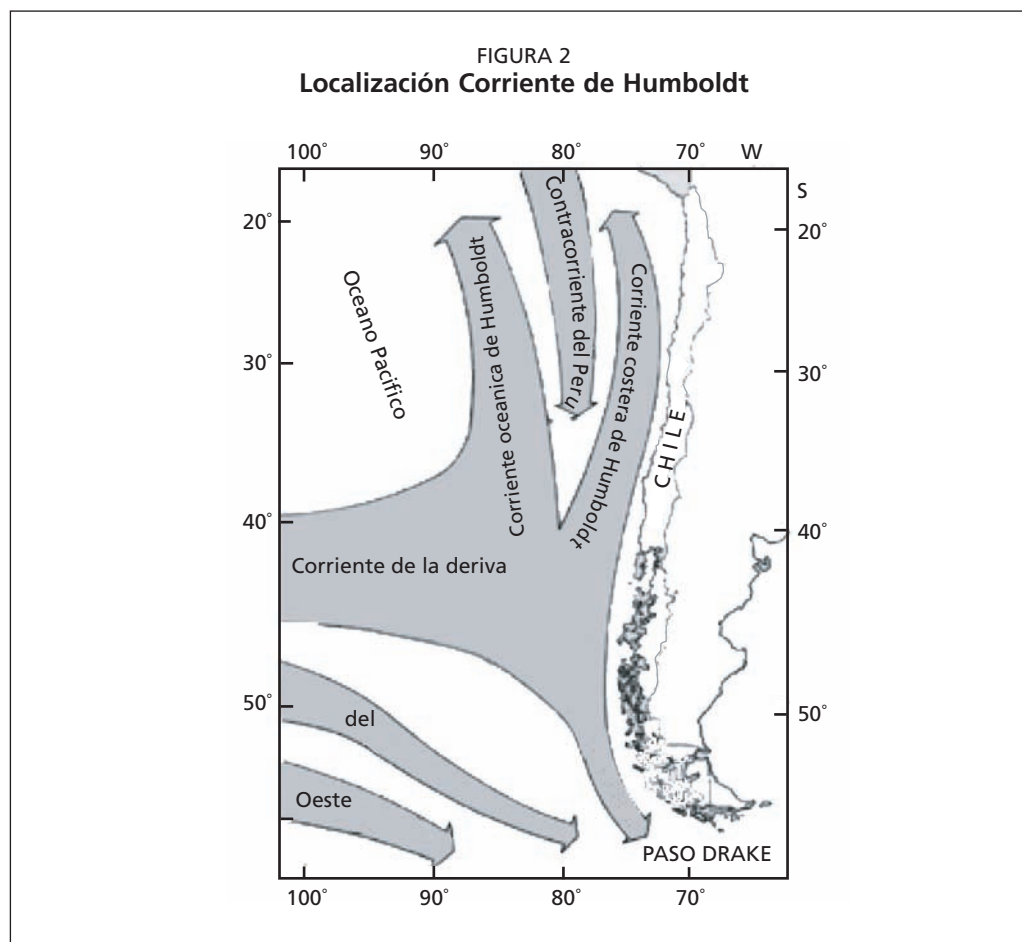 FIGURA 2
Localización Corriente de Humboldt
100° 90° 80° 70° W
S
20° 20°
30° 30°
40° 40°
50° 50°
Oceano Pacifico
Corriente oceanica de Humboldt
Contracorriente del Peru
Corriente costera de Humboldt
CHILE
Corriente de la deriva
del
Oeste
PASO DRAKE
100° 90° 80° 70°